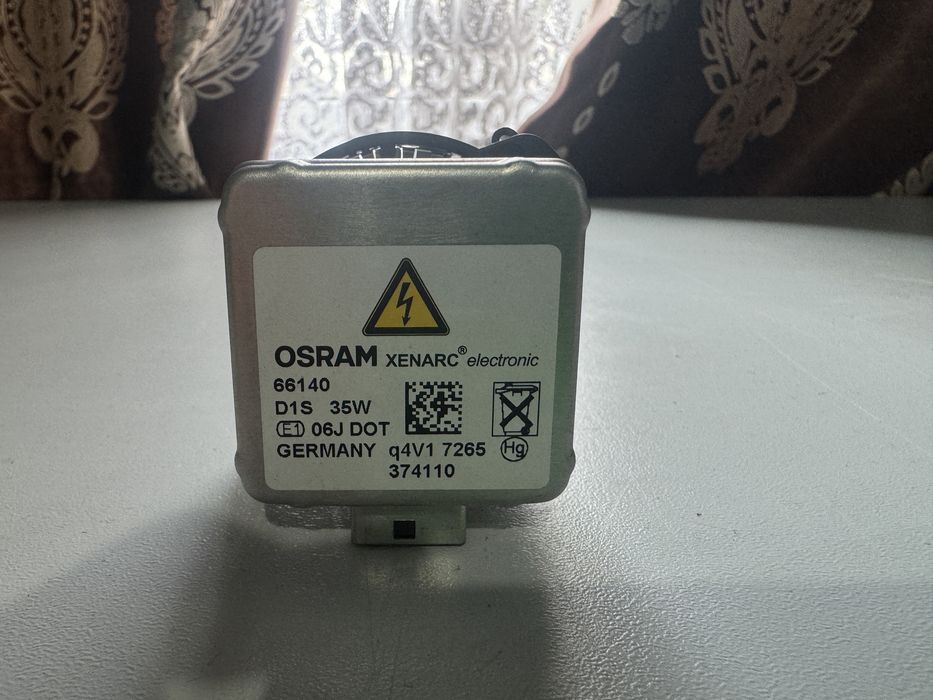 OSRAM XENARC® electronic
66140
D1S 35W
E1 06J DOT
GERMANY q4V1 7265
374110
Hg